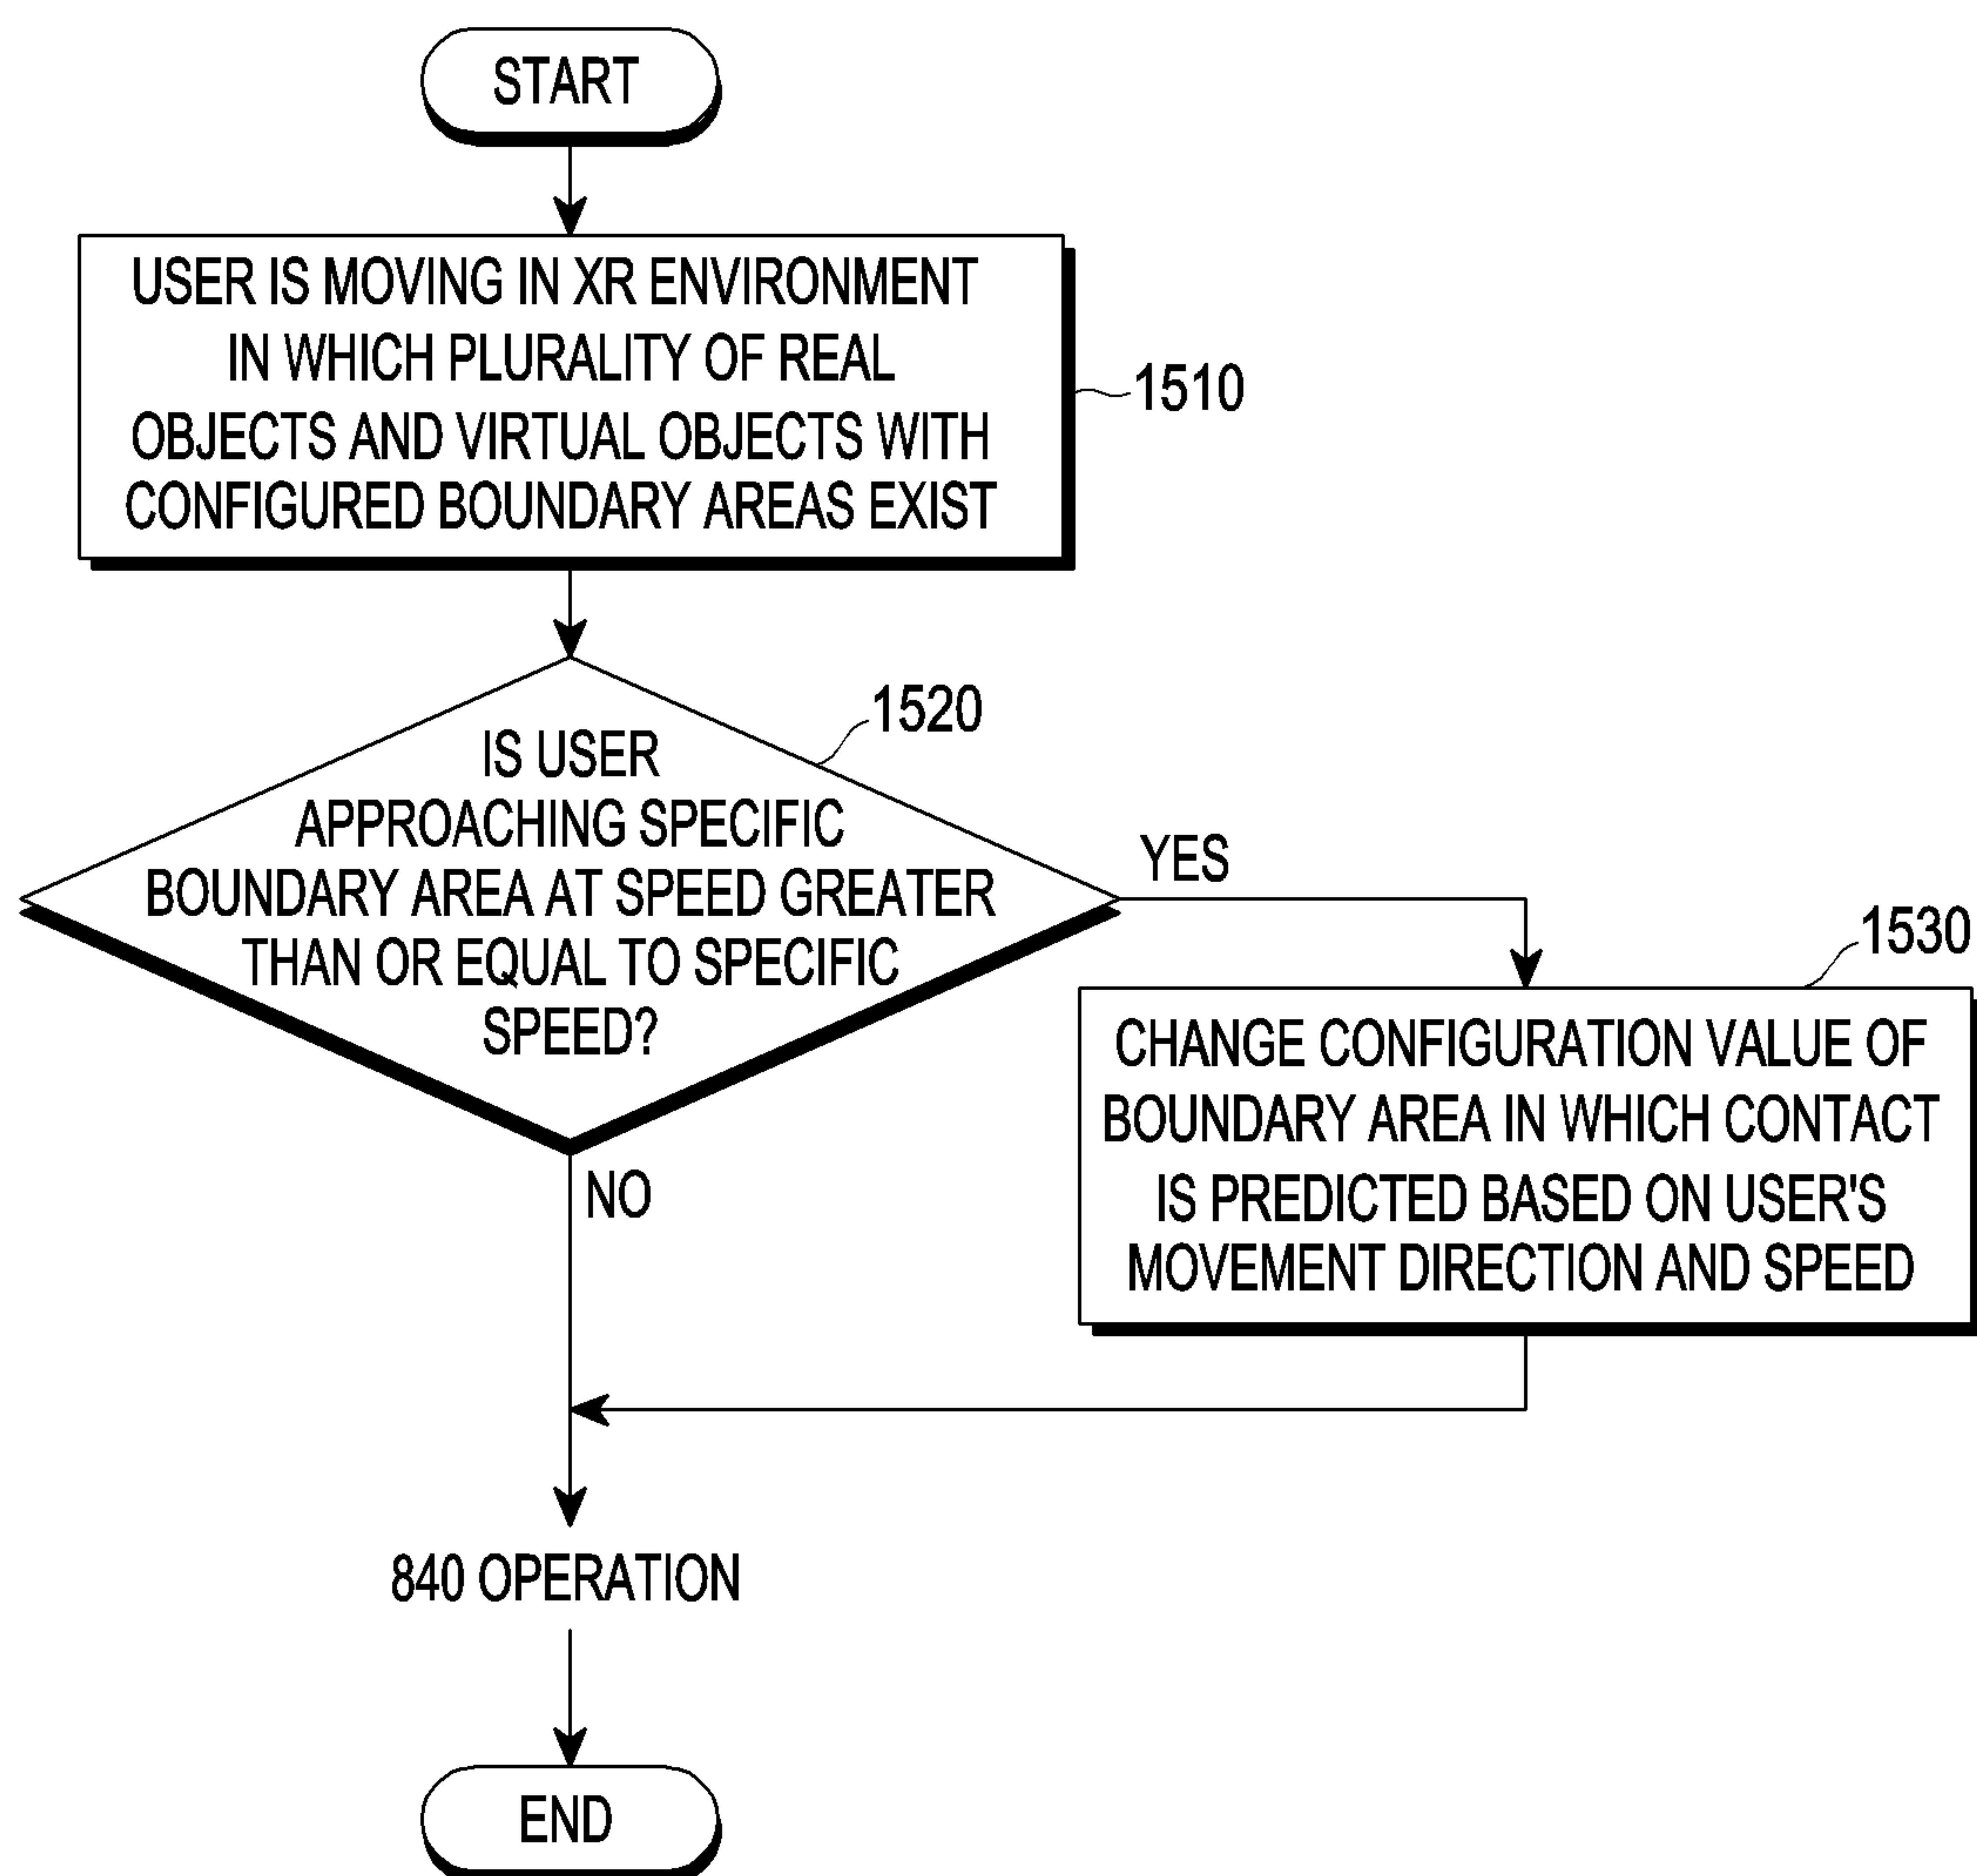 START
USER IS MOVING IN XR ENVIRONMENT
IN WHICH PLURALITY OF REAL
OBJECTS AND VIRTUAL OBJECTS WITH
CONFIGURED BOUNDARY AREAS EXIST
1510
1520
IS USER
APPROACHING SPECIFIC
BOUNDARY AREA AT SPEED GREATER
THAN OR EQUAL TO SPECIFIC
SPEED?
YES
1530
CHANGE CONFIGURATION VALUE OF
BOUNDARY AREA IN WHICH CONTACT
IS PREDICTED BASED ON USER'S
MOVEMENT DIRECTION AND SPEED
NO
840 OPERATION
END